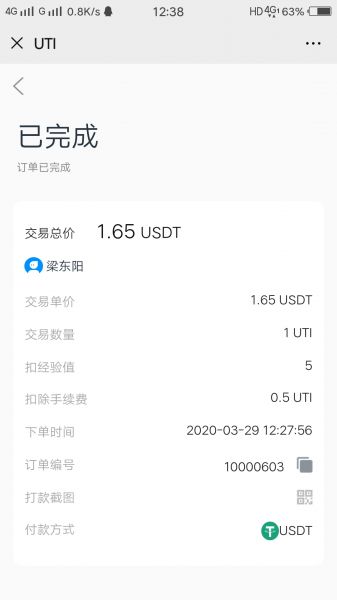 4G G 0.8K/s 12:38 HD 4G 63%
UTI
已完成
订单已完成
交易总价 1.65 USDT
梁东阳
交易单价 1.65 USDT
交易数量 1 UTI
扣经验值 5
扣除手续费 0.5 UTI
下单时间 2020-03-29 12:27:56
订单编号 10000603
打款截图
付款方式 USDT